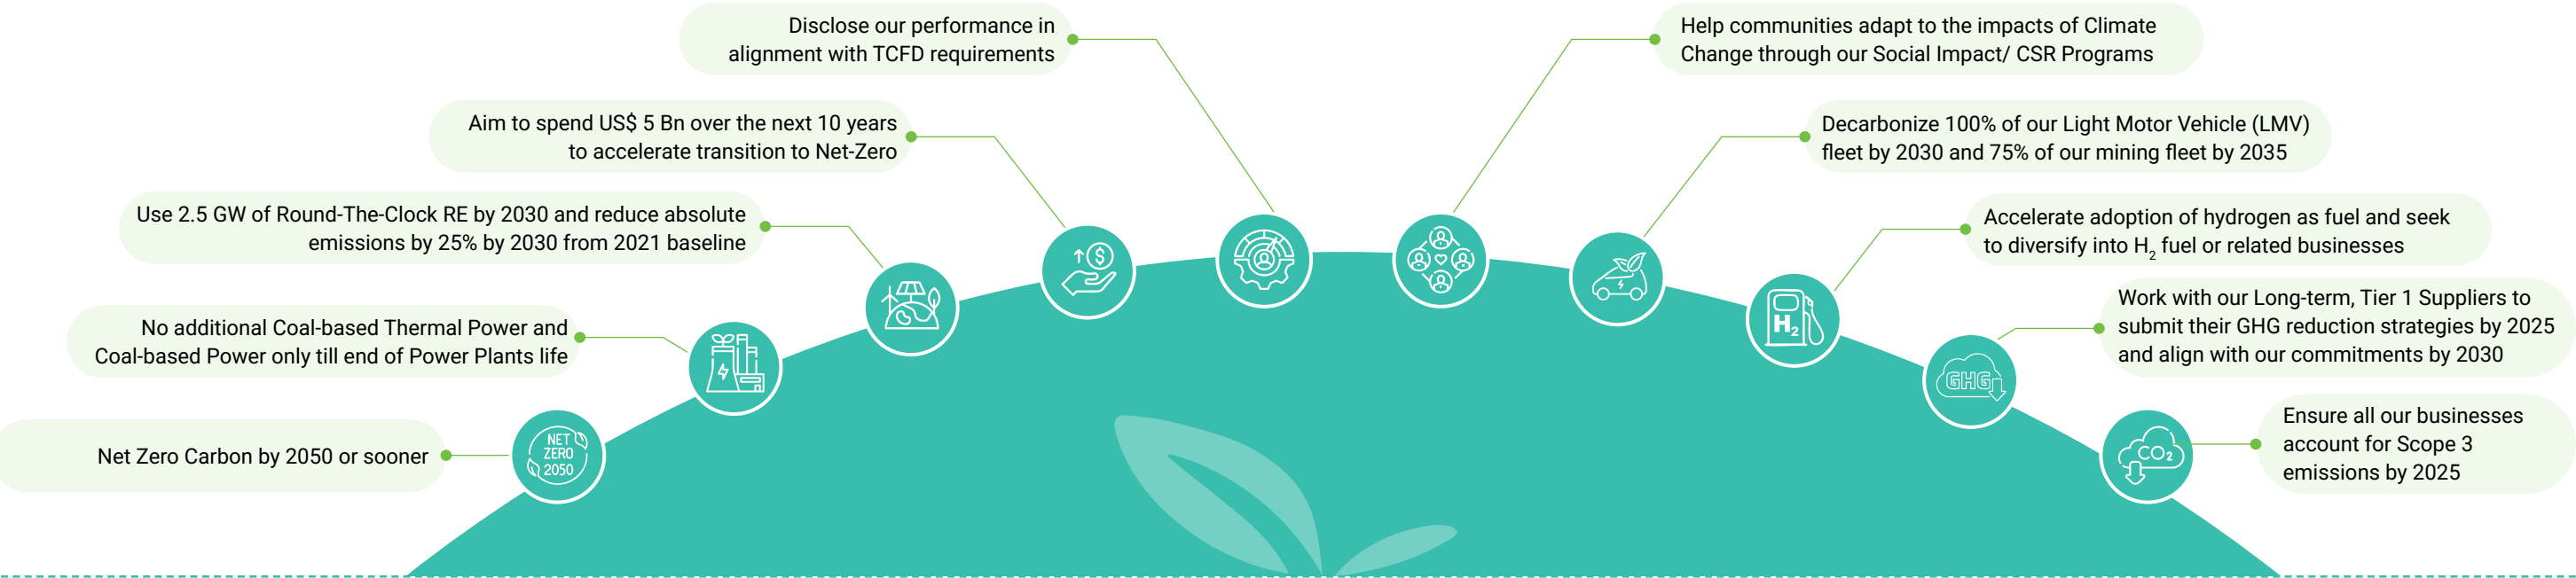 Disclose our performance in
alignment with TCFD requirements
Help communities adapt to the impacts of Climate
Change through our Social Impact/ CSR Programs
Aim to spend US$ 5 Bn over the next 10 years
to accelerate transition to Net-Zero
Decarbonize 100% of our Light Motor Vehicle (LMV)
fleet by 2030 and 75% of our mining fleet by 2035
Use 2.5 GW of Round-The-Clock RE by 2030 and reduce absolute
emissions by 25% by 2030 from 2021 baseline
Accelerate adoption of hydrogen as fuel and seek
to diversify into H₂ fuel or related businesses
No additional Coal-based Thermal Power and
Coal-based Power only till end of Power Plants life
Work with our Long-term, Tier 1 Suppliers to
submit their GHG reduction strategies by 2025
and align with our commitments by 2030
Net Zero Carbon by 2050 or sooner
Ensure all our businesses
account for Scope 3
emissions by 2025
NET
ZERO
2050
$
H₂
GHG
CO₂